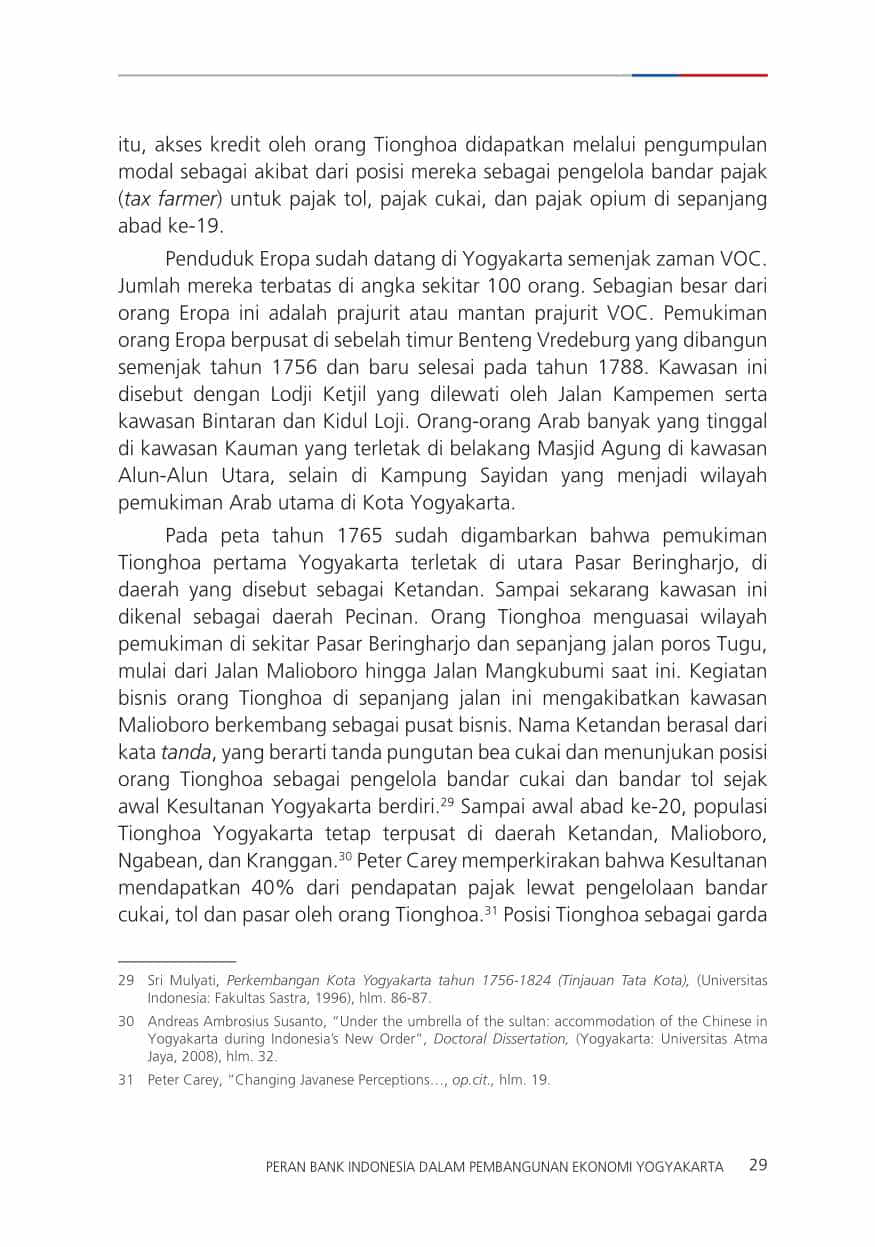 itu, akses kredit oleh orang Tionghoa didapatkan melalui pengumpulan
modal sebagai akibat dari posisi mereka sebagai pengelola bandar pajak
(tax farmer) untuk pajak tol, pajak cukai, dan pajak opium di sepanjang
abad ke-19.
Penduduk Eropa sudah datang di Yogyakarta semenjak zaman VOC.
Jumlah mereka terbatas di angka sekitar 100 orang. Sebagian besar dari
orang Eropa ini adalah prajurit atau mantan prajurit VOC. Pemukiman
orang Eropa berpusat di sebelah timur Benteng Vredeburg yang dibangun
semenjak tahun 1756 dan baru selesai pada tahun 1788. Kawasan ini
disebut dengan Lodji Ketjil yang dilewati oleh Jalan Kampemen serta
kawasan Bintaran dan Kidul Loji. Orang-orang Arab banyak yang tinggal
di kawasan Kauman yang terletak di belakang Masjid Agung di kawasan
Alun-Alun Utara, selain di Kampung Sayidan yang menjadi wilayah
pemukiman Arab utama di Kota Yogyakarta.
Pada peta tahun 1765 sudah digambarkan bahwa pemukiman
Tionghoa pertama Yogyakarta terletak di utara Pasar Beringharjo, di
daerah yang disebut sebagai Ketandan. Sampai sekarang kawasan ini
dikenal sebagai daerah Pecinan. Orang Tionghoa menguasai wilayah
pemukiman di sekitar Pasar Beringharjo dan sepanjang jalan poros Tugu,
mulai dari Jalan Malioboro hingga Jalan Mangkubumi saat ini. Kegiatan
bisnis orang Tionghoa di sepanjang jalan ini mengakibatkan kawasan
Malioboro berkembang sebagai pusat bisnis. Nama Ketandan berasal dari
kata tanda, yang berarti tanda pungutan bea cukai dan menunjukan posisi
orang Tionghoa sebagai pengelola bandar cukai dan bandar tol sejak
awal Kesultanan Yogyakarta berdiri.29 Sampai awal abad ke-20, populasi
Tionghoa Yogyakarta tetap terpusat di daerah Ketandan, Malioboro,
Ngabean, dan Kranggan.30 Peter Carey memperkirakan bahwa Kesultanan
mendapatkan 40% dari pendapatan pajak lewat pengelolaan bandar
cukai, tol dan pasar oleh orang Tionghoa.31 Posisi Tionghoa sebagai garda
29 Sri Mulyati, Perkembangan Kota Yogyakarta tahun 1756-1824 (Tinjauan Tata Kota), (Universitas
Indonesia: Fakultas Sastra, 1996), hlm. 86-87.
30 Andreas Ambrosius Susanto, “Under the umbrella of the sultan: accommodation of the Chinese in
Yogyakarta during Indonesia’s New Order”, Doctoral Dissertation, (Yogyakarta: Universitas Atma
Jaya, 2008), hlm. 32.
31 Peter Carey, “Changing Javanese Perceptions…, op.cit., hlm. 19.
PERAN BANK INDONESIA DALAM PEMBANGUNAN EKONOMI YOGYAKARTA 29